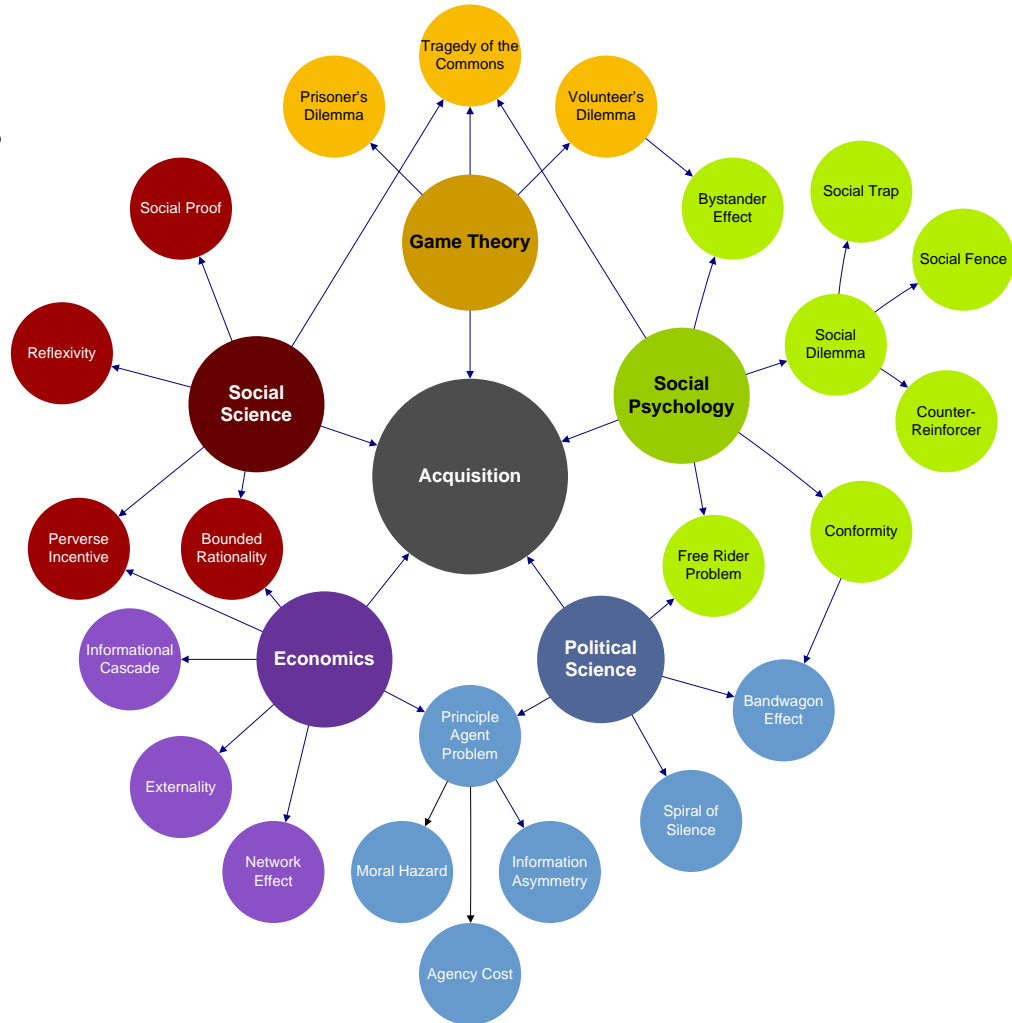 Tragedy of the
Commons
Prisoner's
Dilemma
Volunteer's
Dilemma
Social Proof
Game Theory
Bystander
Effect
Social Trap
Social Fence
Reflexivity
Social
Science
Social
Psychology
Social
Dilemma
Counter-
Reinforcer
Acquisition
Perverse
Incentive
Bounded
Rationality
Free Rider
Problem
Conformity
Informational
Cascade
Economics
Political
Science
Principle
Agent
Problem
Bandwagon
Effect
Externality
Spiral of
Silence
Network
Effect
Moral Hazard
Information
Asymmetry
Agency Cost